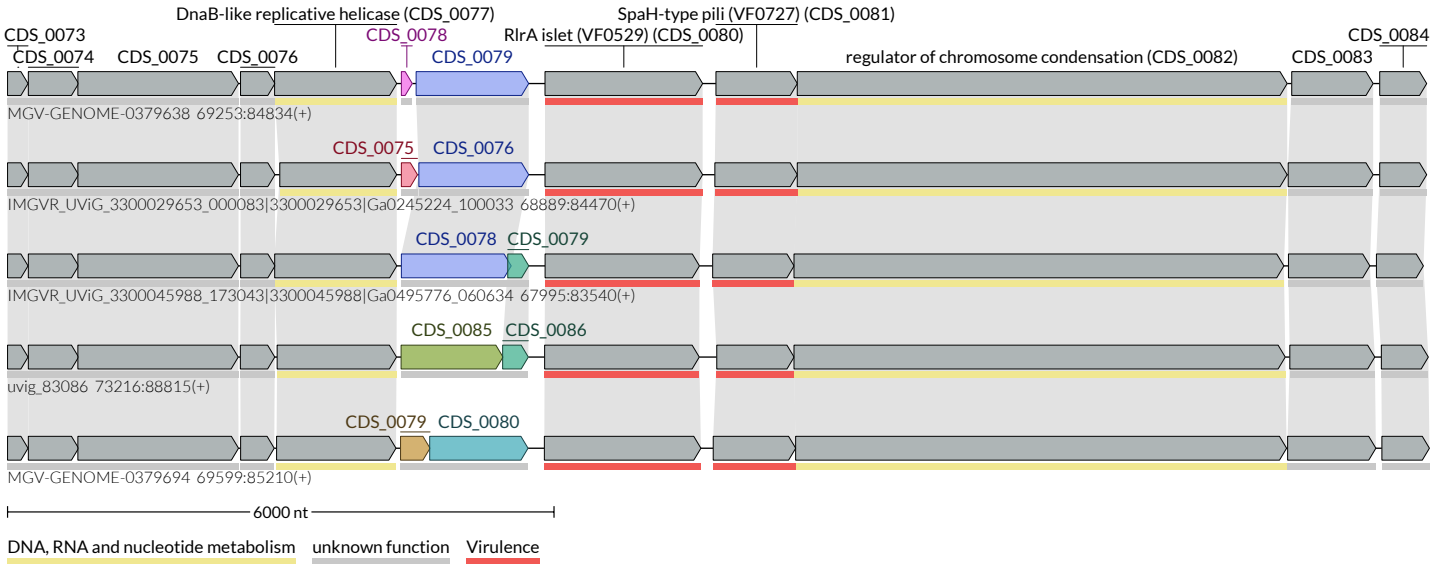 DnaB-like replicative helicase (CDS_0077) SpaH-type pili (VF0727) (CDS_0081)
CDS_0073 CDS_0078 RlrA islet (VF0529) (CDS_0080) CDS_0084
CDS_0074 CDS_0075 CDS_0076 CDS_0079 regulator of chromosome condensation (CDS_0082) CDS_0083
MGV-GENOME-0379638 69253:84834(+)
CDS_0075 CDS_0076
IMGVR_UViG_3300029653_000083|3300029653|Ga0245224_100033 68889:84470(+)
CDS_0078 CDS_0079
IMGVR_UViG_3300045988_173043|3300045988|Ga0495776_060634 67995:83540(+)
CDS_0085 CDS_0086
uvig_83086 73216:88815(+)
CDS_0079 CDS_0080
MGV-GENOME-0379694 69599:85210(+)
6000 nt
DNA, RNA and nucleotide metabolism unknown function Virulence